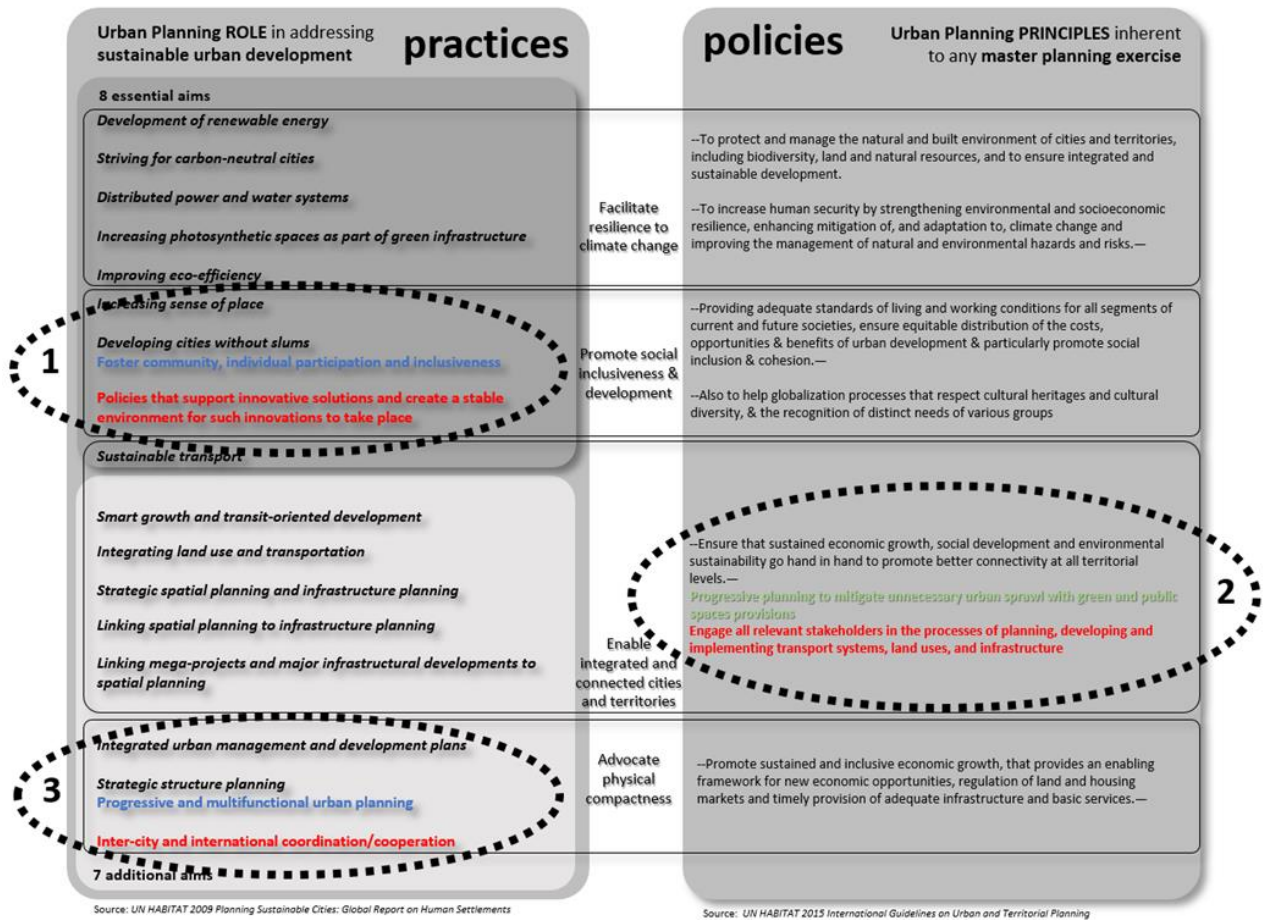 Urban Planning ROLE in addressing
sustainable urban development
practices
policies
Urban Planning PRINCIPLES inherent
to any master planning exercise
8 essential aims
Development of renewable energy
Striving for carbon-neutral cities
Distributed power and water systems
Increasing photosynthetic spaces as part of green infrastructure
Improving eco-efficiency
Facilitate
resilience to
climate change
--To protect and manage the natural and built environment of cities and territories,
including biodiversity, land and natural resources, and to ensure integrated and
sustainable development.
--To increase human security by strengthening environmental and socioeconomic
resilience, enhancing mitigation of, and adaptation to, climate change and
improving the management of natural and environmental hazards and risks.—
1
Increasing sense of place
Developing cities without slums
Foster community, individual participation and inclusiveness
Policies that support innovative solutions and create a stable
environment for such innovations to take place
Promote social
inclusiveness &
development
--Providing adequate standards of living and working conditions for all segments of
current and future societies, ensure equitable distribution of the costs,
opportunities & benefits of urban development & particularly promote social
inclusion & cohesion.—
--Also to help globalization processes that respect cultural heritages and cultural
diversity, & the recognition of distinct needs of various groups
Sustainable transport
Smart growth and transit-oriented development
Integrating land use and transportation
Strategic spatial planning and infrastructure planning
Linking spatial planning to infrastructure planning
Linking mega-projects and major infrastructural developments to
spatial planning
Enable
integrated and
connected cities
and territories
--Ensure that sustained economic growth, social development and environmental
sustainability go hand in hand to promote better connectivity at all territorial
levels.—
Progressive planning to mitigate unnecessary urban sprawl with green and public
spaces provisions
Engage all relevant stakeholders in the processes of planning, developing and
implementing transport systems, land uses, and infrastructure
2
3
Integrated urban management and development plans
Strategic structure planning
Progressive and multifunctional urban planning
Inter-city and international coordination/cooperation
7 additional aims
Advocate
physical
compactness
--Promote sustained and inclusive economic growth, that provides an enabling
framework for new economic opportunities, regulation of land and housing
markets and timely provision of adequate infrastructure and basic services.—
Source: UN HABITAT 2009 Planning Sustainable Cities: Global Report on Human Settlements
Source: UN HABITAT 2015 International Guidelines on Urban and Territorial Planning